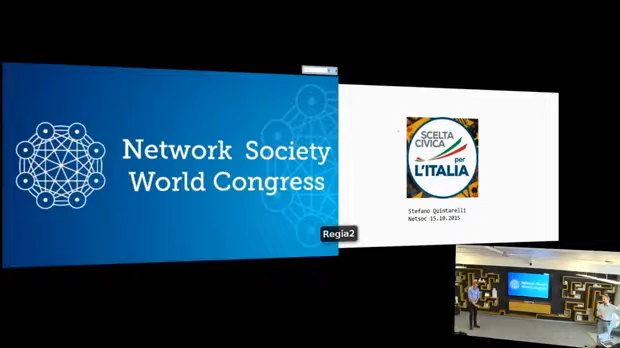 Network Society
World Congress
SCELTA
CIVICA
per
L'ITALIA
Stefano Quintarelli
Netsoc 15.10.2015
Regia2